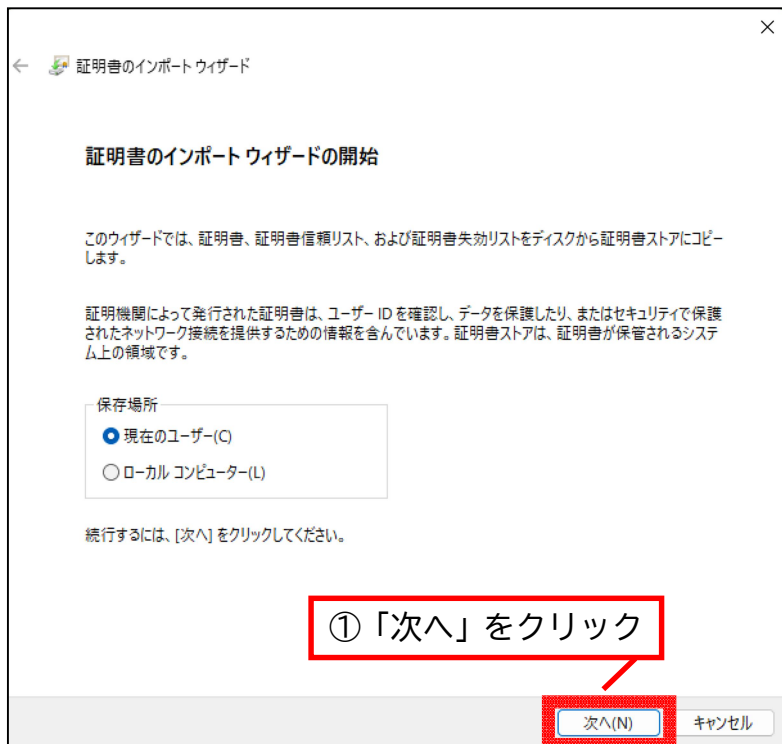 証明書のインポート ウィザード
証明書のインポート ウィザードの開始
このウィザードでは、証明書、証明書信頼リスト、および証明書失効リストをディスクから証明書ストアにコピー
します。
証明機関によって発行された証明書は、ユーザー ID を確認し、データを保護したり、またはセキュリティで保護
されたネットワーク接続を提供するための情報を含んでいます。証明書ストアは、証明書が保管されるシステ
ム上の領域です。
保存場所
現在のユーザー(C)
ローカル コンピューター(L)
続行するには、[次へ] をクリックしてください。
①「次へ」をクリック
次へ(N) キャンセル